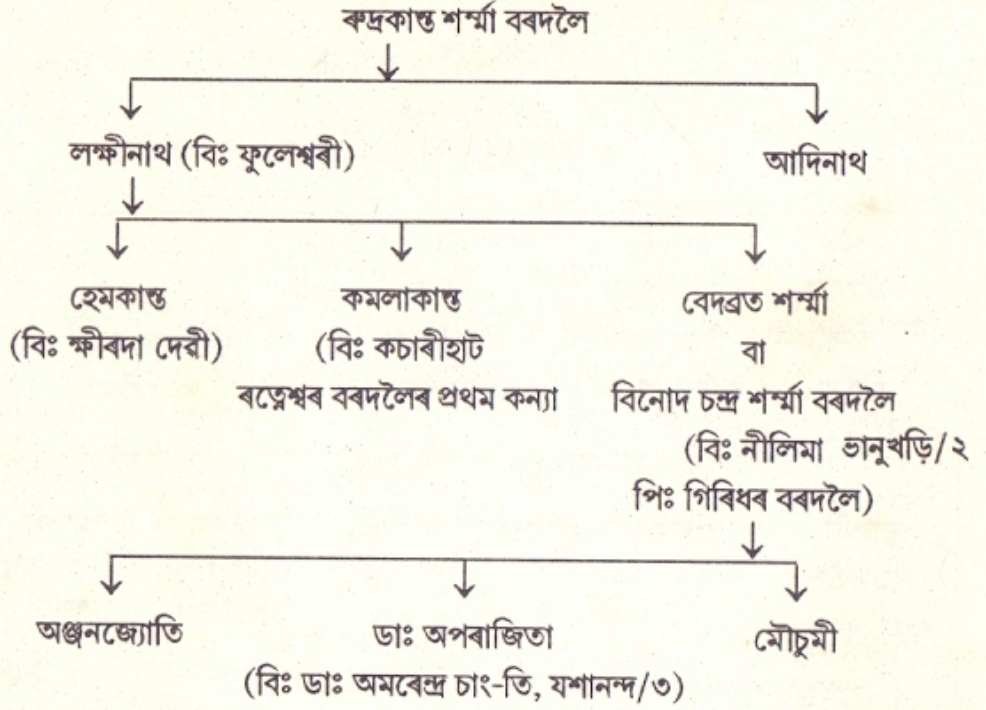 ৰুদ্ৰকান্ত শৰ্ম্মা বৰদলৈ
লক্ষীনাথ (বিঃ ফুলেশ্বৰী)
আদিনাথ
হেমকান্ত
(বিঃ ক্ষীৰদা দেৱী)
কমলাকান্ত
(বিঃ কচাৰীহাট
ৰত্নেশ্বৰ বৰদলৈৰ প্ৰথম কন্যা
বেদব্ৰত শৰ্ম্মা
বা
বিনোদ চন্দ্ৰ শৰ্ম্মা বৰদলৈ
(বিঃ নীলিমা ভানুখড়ি/২
পিঃ গিৰিধৰ বৰদলৈ)
অঞ্জনজ্যোতি
ডাঃ অপৰাজিতা
(বিঃ ডাঃ অমৰেন্দ্ৰ চাং-তি, যশানন্দ/৩)
মৌচুমী